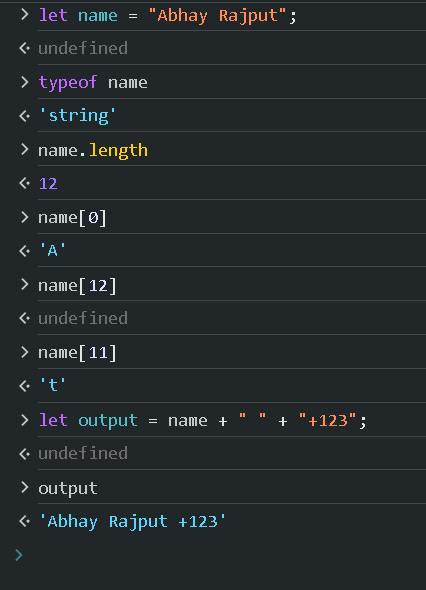 > let name = "Abhay Rajput";
<· undefined
> typeof name
<· 'string'
> name.length
<· 12
> name[0]
<· 'A'
> name[12]
<· undefined
> name[11]
<· 't'
> let output = name + " " + "+123";
<· undefined
> output
<· 'Abhay Rajput +123'
>